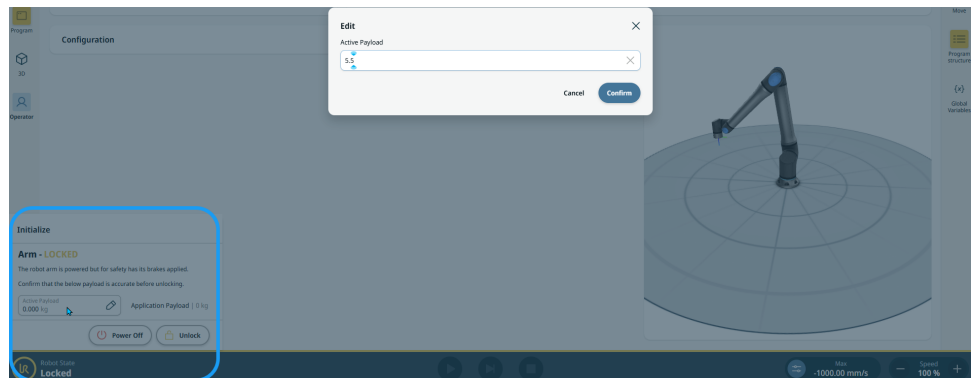 Program
3D
Operator
Configuration
Edit
Active Payload
5.5
Cancel
Confirm
Move
Program
structure
{x}
Global
Variables
Initialize
Arm - LOCKED
The robot arm is powered but for safety has its brakes applied.
Confirm that the below payload is accurate before unlocking.
Active Payload
0.000 kg
Application Payload | 0 kg
Power Off
Unlock
UR
Robot State
Locked
Max
-1000.00 mm/s
Speed
100 %